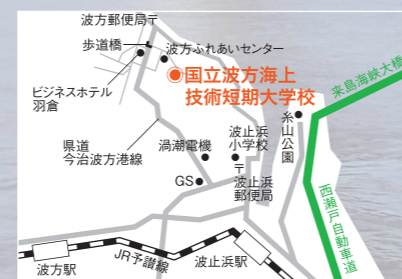 波方郵便局〒
歩道橋
波方ふれあいセンター
国立波方海上
技術短期大学校
ビジネスホテル
羽倉
来島海峡大橋
糸山公園
県道
今治波方港線
渦潮電機
波止浜
小学校
〒
波止浜
郵便局
GS
西瀬戸自動車道
JR予讃線
波方駅
波止浜駅